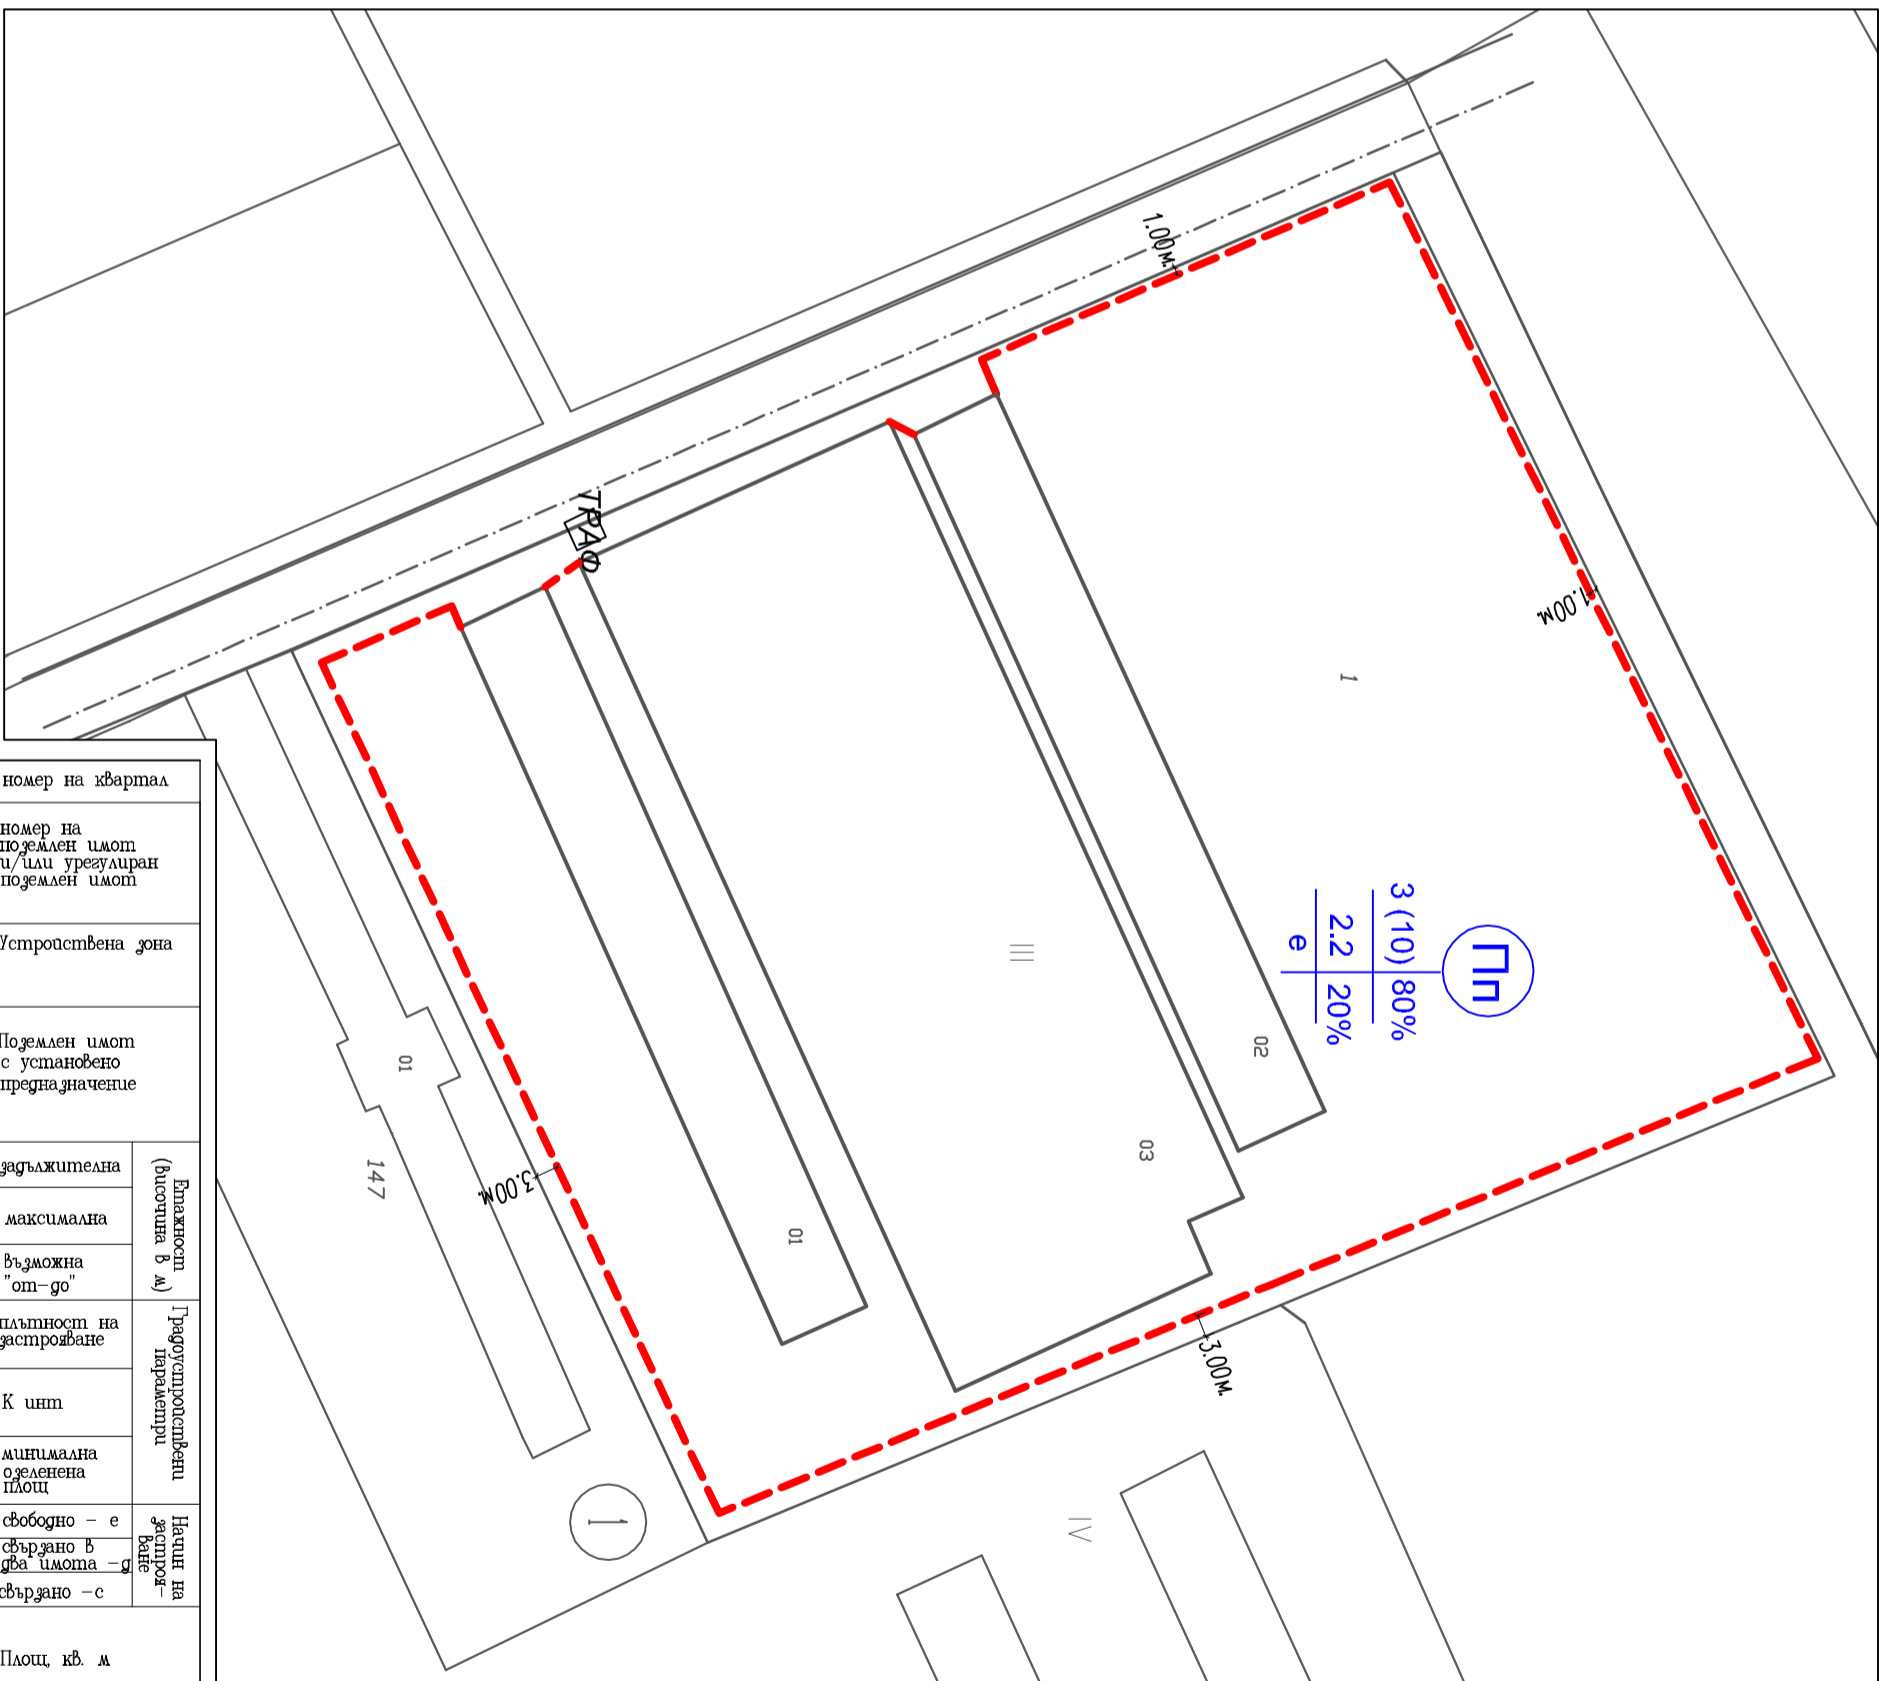 1.00м.
1.00м.
ТРАФ
1
Пп
3 (10) 80%
2.2 20%
е
III
02
03
01
01
147
3.00м.
3.00м.
1
IV
номер на квартал
номер на
поземлен имот
и/или урегулиран
поземлен имот
Устройствена зона
Поземлен имот
с установено
предназначение
Етажност
(височина в м)
задължителна
максимална
възможна
"от-до"
Градоустройствени
параметри
плътност на
застрояване
К инт
минимална
озеленена
площ
Начин на
застроя-
ване
свободно - е
свързано в
два имота -д
свързано -с
Площ, кв. м